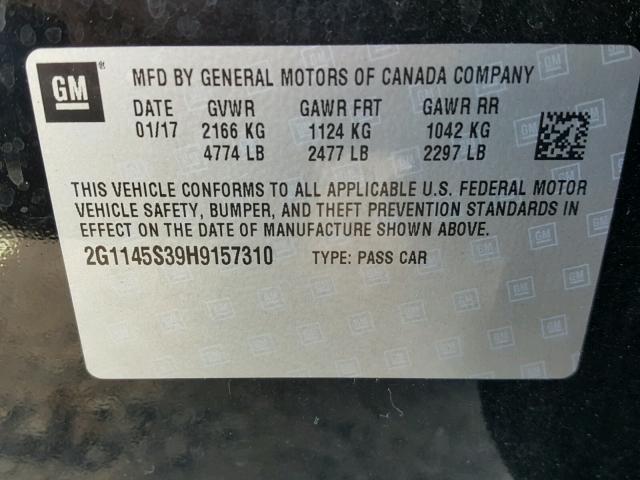 GM ® MFD BY GENERAL MOTORS OF CANADA COMPANY
DATE GVWR GAWR FRT GAWR RR
01/17 2166 KG 1124 KG 1042 KG
4774 LB 2477 LB 2297 LB
THIS VEHICLE CONFORMS TO ALL APPLICABLE U.S. FEDERAL MOTOR
VEHICLE SAFETY, BUMPER, AND THEFT PREVENTION STANDARDS IN
EFFECT ON THE DATE OF MANUFACTURE SHOWN ABOVE.
2G1145S39H9157310 TYPE: PASS CAR